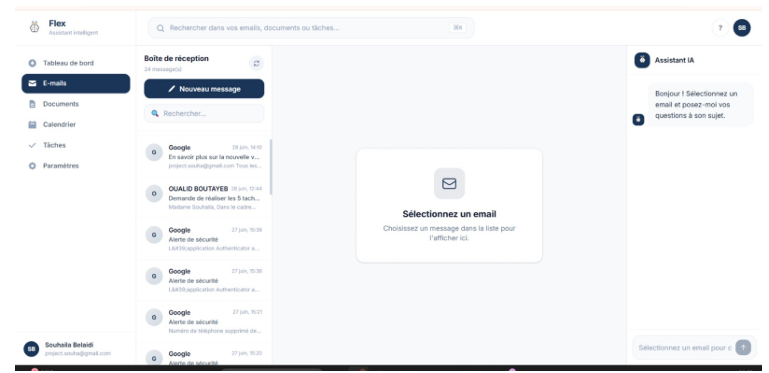 Flex
Assistant intelligent
Rechercher dans vos emails, documents ou tâches...
⌘K
?
SB
Tableau de bord
E-mails
Documents
Calendrier
Tâches
Paramètres
Souhaila Belaidi
project.souha@gmail.com
Boîte de réception
24 message(s)
Nouveau message
Rechercher...
G
Google
28 juin, 14:10
En savoir plus sur la nouvelle v...
project.souha@gmail.com Tous les...
O
OUALID BOUTAYEB
28 juin, 12:44
Demande de réaliser les 5 tach...
Madame Souhaila, Dans le cadre...
G
Google
27 juin, 15:38
Alerte de sécurité
L&#39;application Authenticator a...
G
Google
27 juin, 15:36
Alerte de sécurité
L&#39;application Authenticator a...
G
Google
27 juin, 15:21
Alerte de sécurité
Numéro de téléphone supprimé de...
G
Google
27 juin, 15:20
Alerte de sécurité
Sélectionnez un email
Choisissez un message dans la liste pour
l'afficher ici.
Assistant IA
Bonjour ! Sélectionnez un
email et posez-moi vos
questions à son sujet.
Sélectionnez un email pour c